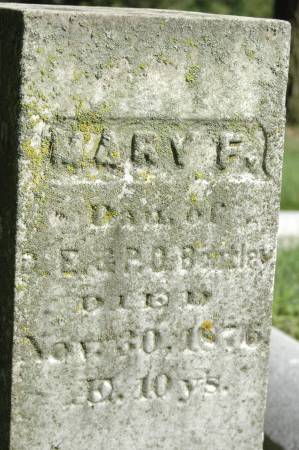 MARY F.
Dau. of
E. & P. O.
DIED
Nov. 30, 1876
D. 10 ys.